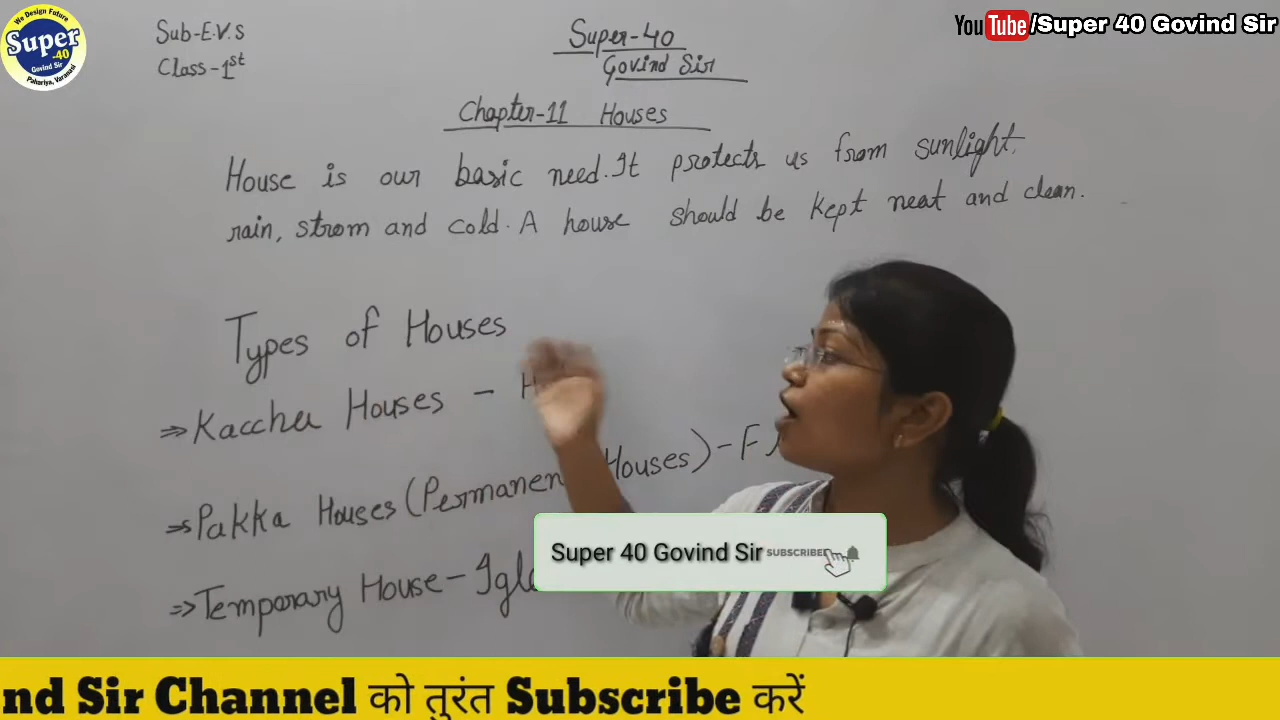 We Design Future
Super
-40
Govind Sir
Pahariya, Varanasi
Sub-E.V.S
Class-1st
Super-40
Govind Sir
YouTube/Super 40 Govind Sir
Chapter-11 Houses
House is our basic need. It protects us from sunlight.
rain, strom and cold. A house should be kept neat and clean.
Types of Houses
⇒Kaccha Houses - H
⇒Pakka Houses (Permanen Houses) - F
⇒Temporary House - Iglo
Super 40 Govind Sir SUBSCRIBED
nd Sir Channel को तुरंत Subscribe करें